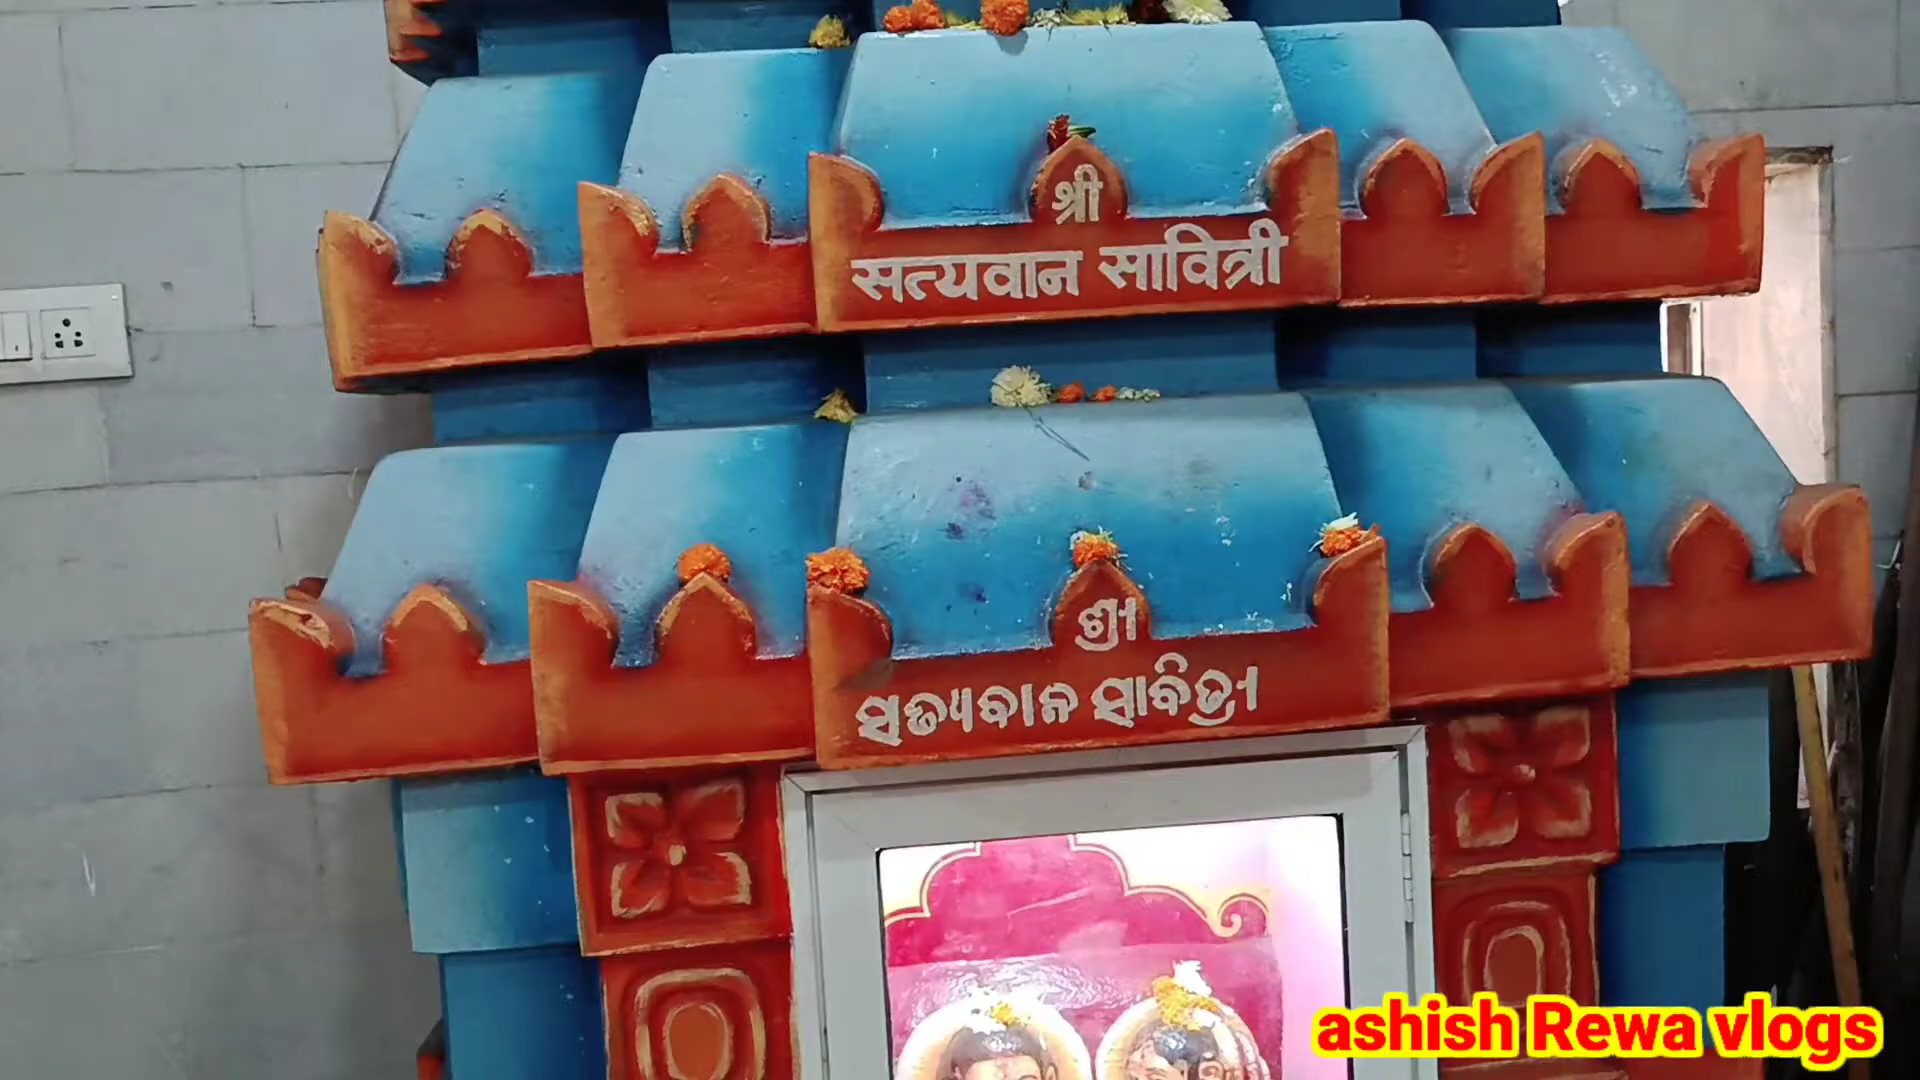 श्री
सत्यवान सावित्री
ଶ୍ରୀ
ସତ୍ୟବାନ ସାବିତ୍ରୀ
ashish Rewa vlogs